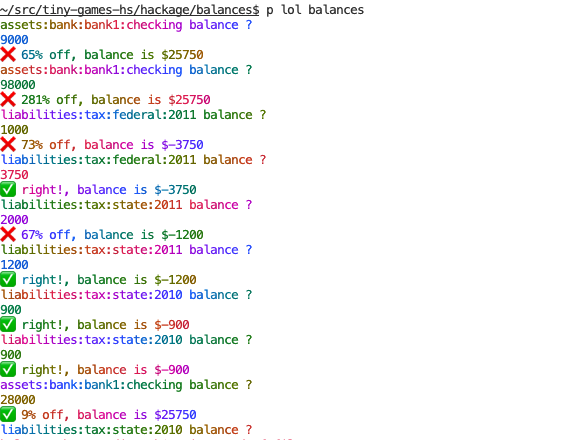 ~/src/tiny-games-hs/hackage/balances$ p lol balances
assets:bank:bank1:checking balance ?
9000
❌ 65% off, balance is $25750
assets:bank:bank1:checking balance ?
98000
❌ 281% off, balance is $25750
liabilities:tax:federal:2011 balance ?
1000
❌ 73% off, balance is $-3750
liabilities:tax:federal:2011 balance ?
3750
✅ right!, balance is $-3750
liabilities:tax:state:2011 balance ?
2000
❌ 67% off, balance is $-1200
liabilities:tax:state:2011 balance ?
1200
✅ right!, balance is $-1200
liabilities:tax:state:2010 balance ?
900
✅ right!, balance is $-900
liabilities:tax:state:2010 balance ?
900
✅ right!, balance is $-900
assets:bank:bank1:checking balance ?
28000
✅ 9% off, balance is $25750
liabilities:tax:state:2010 balance ?